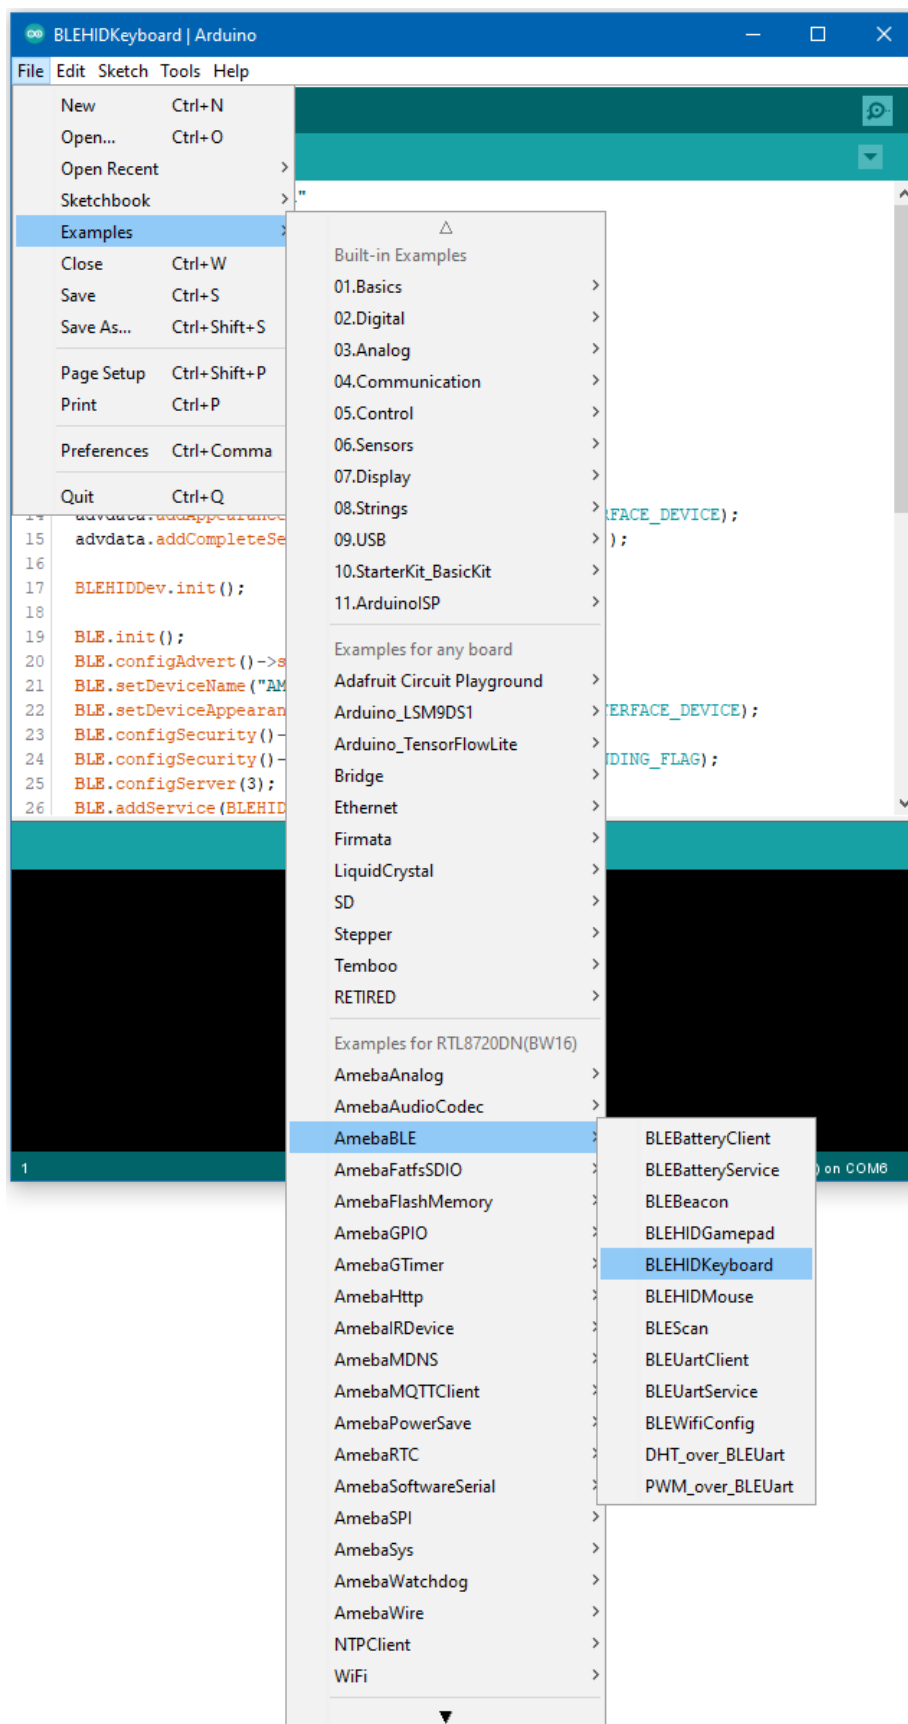 BLEHIDKeyboard | Arduino
File Edit Sketch Tools Help
New Ctrl+N
Open... Ctrl+O
Open Recent
Sketchbook
Examples
Close Ctrl+W
Save Ctrl+S
Save As... Ctrl+Shift+S
Page Setup Ctrl+Shift+P
Print Ctrl+P
Preferences Ctrl+Comma
Quit Ctrl+Q
"
Built-in Examples
01.Basics
02.Digital
03.Analog
04.Communication
05.Control
06.Sensors
07.Display
08.Strings
09.USB
10.StarterKit_BasicKit
11.ArduinoISP
Examples for any board
Adafruit Circuit Playground
Arduino_LSM9DS1
Arduino_TensorFlowLite
Bridge
Ethernet
Firmata
LiquidCrystal
SD
Stepper
Temboo
RETIRED
Examples for RTL8720DN(BW16)
AmebaAnalog
AmebaAudioCodec
AmebaBLE
AmebaFatfsSDIO
AmebaFlashMemory
AmebaGPIO
AmebaGTimer
AmebaHttp
AmebaIRDevice
AmebaMDNS
AmebaMQTTClient
AmebaPowerSave
AmebaRTC
AmebaSoftwareSerial
AmebaSPI
AmebaSys
AmebaWatchdog
AmebaWire
NTPClient
WiFi
BLEBatteryClient
BLEBatteryService
BLEBeacon
BLEHIDGamepad
BLEHIDKeyboard
BLEHIDMouse
BLEScan
BLEUartClient
BLEUartService
BLEWifiConfig
DHT_over_BLEUart
PWM_over_BLEUart
14 advdata.addAppearance RFACE_DEVICE);
15 advdata.addCompleteSe );
16
17 BLEHIDDev.init();
18
19 BLE.init();
20 BLE.configAdvert()->s
21 BLE.setDeviceName("AM
22 BLE.setDeviceAppearan ERFACE_DEVICE);
23 BLE.configSecurity()-
24 BLE.configSecurity()- NDING_FLAG);
25 BLE.configServer(3);
26 BLE.addService(BLEHID
1 ) on COM6